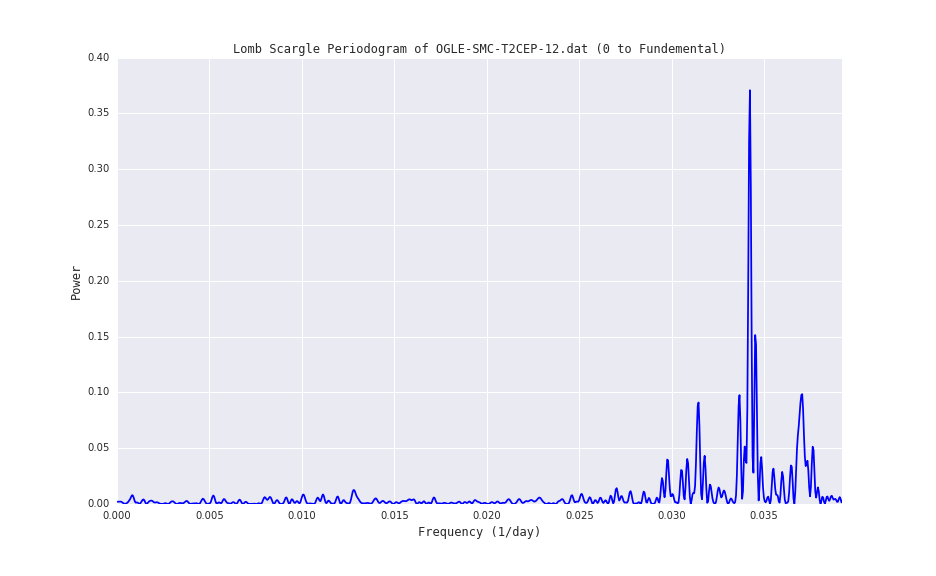 Lomb Scargle Periodogram of OGLE-SMC-T2CEP-12.dat (0 to Fundemental)
0.40
0.35
0.30
0.25
0.20
0.15
0.10
0.05
0.00
Power
0.000 0.005 0.010 0.015 0.020 0.025 0.030 0.035
Frequency (1/day)